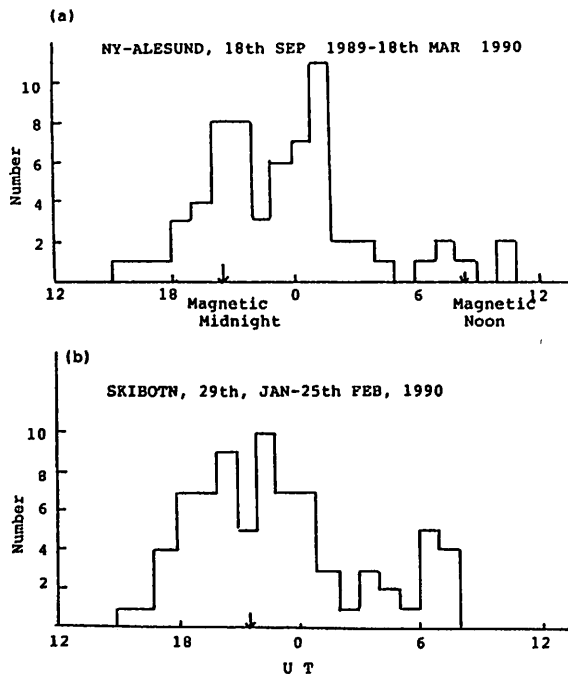 (a)
NY-ALESUND, 18th SEP 1989-18th MAR 1990
10
8
6
4
2
Number
12 18 0 6 12
Magnetic Midnight
Magnetic Noon
(b)
SKIBOTN, 29th, JAN-25th FEB, 1990
10
8
6
4
2
Number
12 18 0 6 12
U T